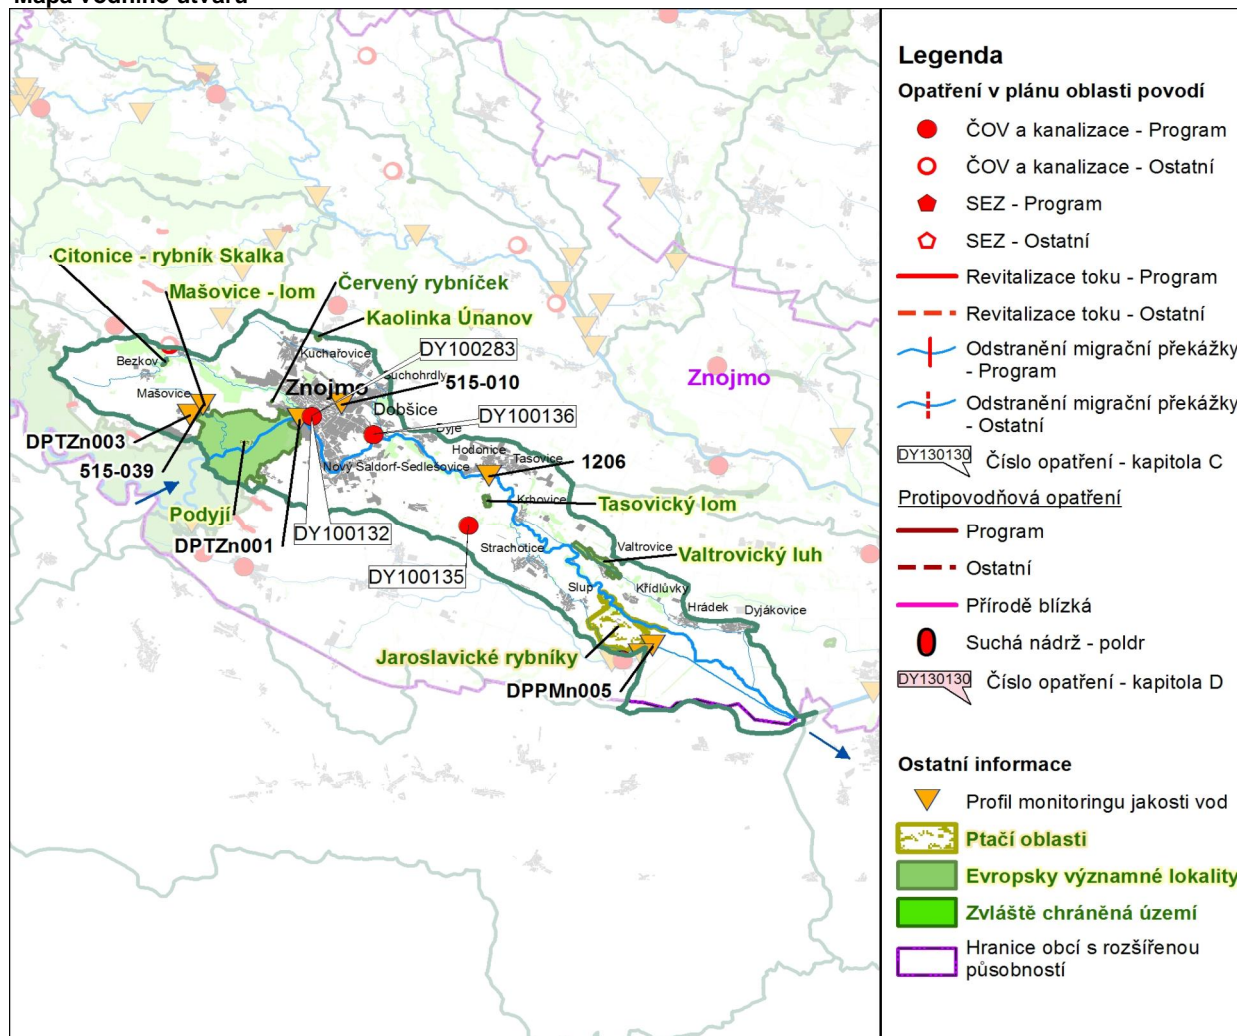 Mapa vodního útvaru
Citonice - rybník Skalka
Mašovice - lom
Červený rybníček
Kaolinka Únanov
Kuchařovice
DY100283
Bezkov
Suchohrdly
515-010
Znojmo
Znojmo
Mašovice
Dobšice
DY100136
Dyje
DPTZn003
Hodonice
Tasovice
1206
515-039
Nový Šaldorf-Sedlešovice
Krhovice
Tasovický lom
Podyjí
DPTZn001
DY100132
Strachotice
Valtrovice
Valtrovický luh
DY100135
Slup
Křídlůvky
Hrádek
Dyjákovice
Jaroslavické rybníky
DPPMn005
Legenda
Opatření v plánu oblasti povodí
ČOV a kanalizace - Program
ČOV a kanalizace - Ostatní
SEZ - Program
SEZ - Ostatní
Revitalizace toku - Program
Revitalizace toku - Ostatní
Odstranění migrační překážky
- Program
Odstranění migrační překážky
- Ostatní
DY130130 Číslo opatření - kapitola C
Protipovodňová opatření
Program
Ostatní
Přírodě blízká
Suchá nádrž - poldr
DY130130 Číslo opatření - kapitola D
Ostatní informace
Profil monitoringu jakosti vod
Ptačí oblasti
Evropsky významné lokality
Zvláště chráněná území
Hranice obcí s rozšířenou
působností